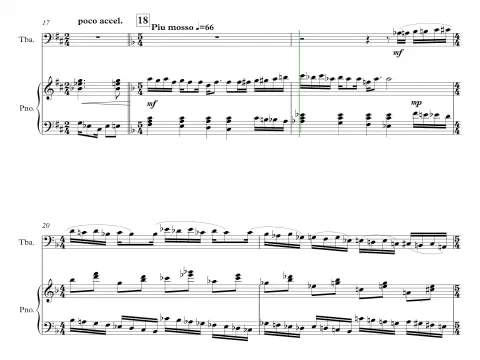 17
poco accel.
18
Piu mosso ♩=66
Tba.
mf
Pno.
mf
mp
20
Tba.
Pno.